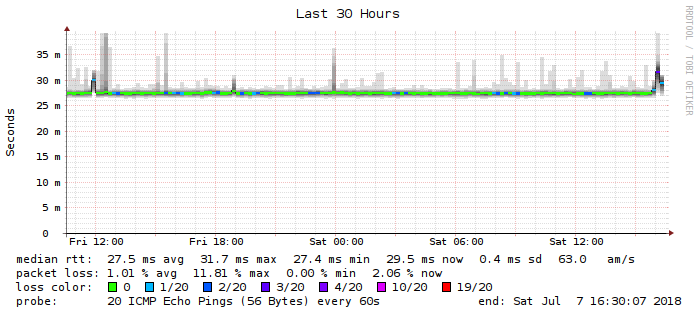 Last 30 Hours
RRDTOOL / TOBI OETIKER
Seconds
35 m
30 m
25 m
20 m
15 m
10 m
5 m
0
Fri 12:00 Fri 18:00 Sat 00:00 Sat 06:00 Sat 12:00
median rtt: 27.5 ms avg 31.7 ms max 27.4 ms min 29.5 ms now 0.4 ms sd 63.0 am/s
packet loss: 1.01 % avg 11.81 % max 0.00 % min 2.06 % now
loss color: 0 1/20 2/20 3/20 4/20 10/20 19/20
probe: 20 ICMP Echo Pings (56 Bytes) every 60s end: Sat Jul 7 16:30:07 2018